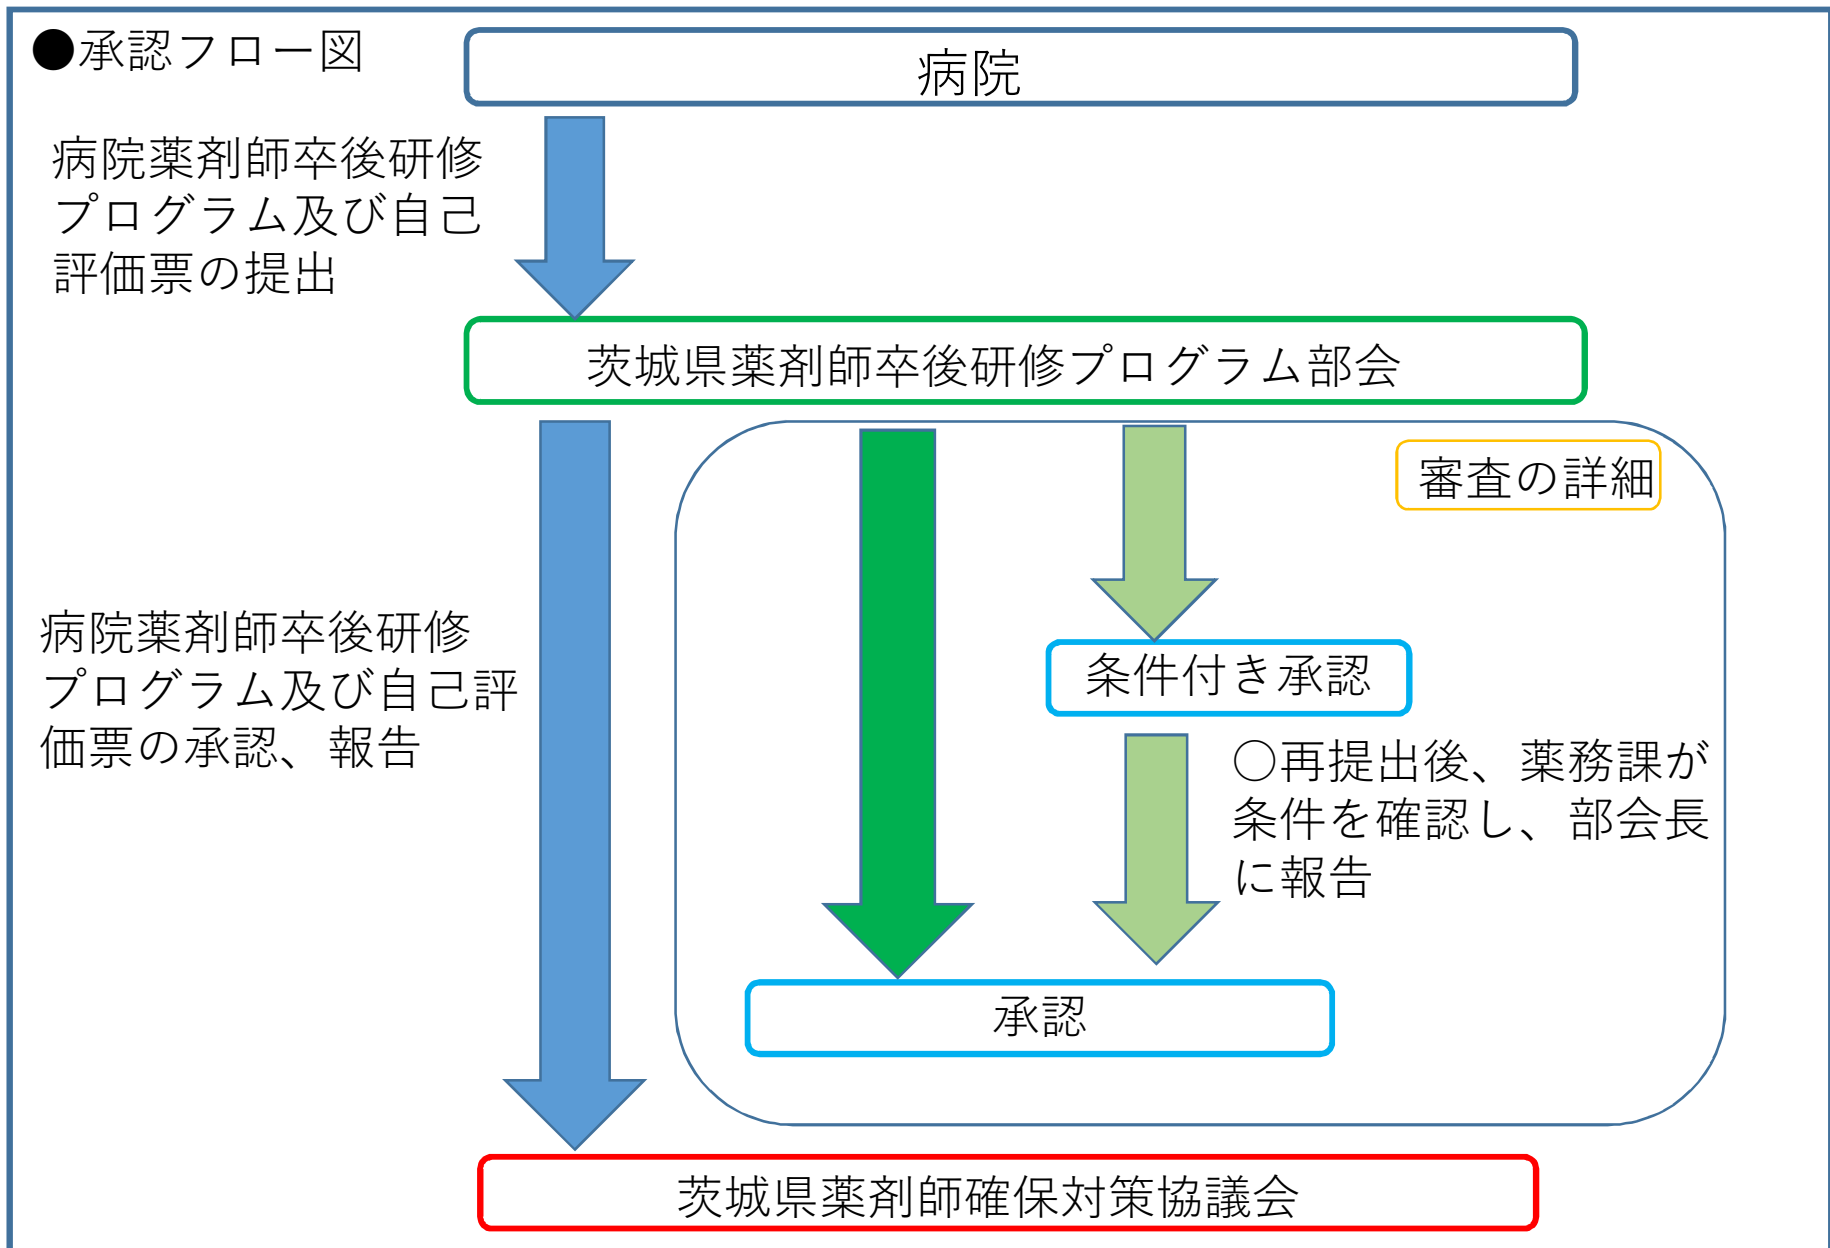 ●承認フロー図
病院
病院薬剤師卒後研修
プログラム及び自己
評価票の提出
茨城県薬剤師卒後研修プログラム部会
審査の詳細
病院薬剤師卒後研修
プログラム及び自己評
価票の承認、報告
条件付き承認
○再提出後、薬務課が
条件を確認し、部会長
に報告
承認
茨城県薬剤師確保対策協議会